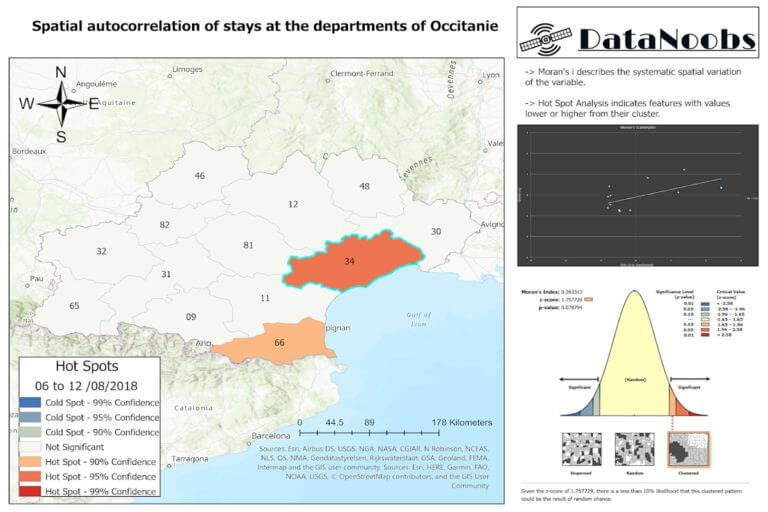 Spatial autocorrelation of stays at the departments of Occitanie
DataNoobs
-> Moran's i describes the systematic spatial variation
of the variable.
-> Hot Spot Analysis indicates features with values
lower or higher from their cluster.
Moran's Scatterplot
N
W E
S
Limoges
Angoulême
Aquitaine
Clermont-Ferrand
Cévennes
Lyon
Bordeaux
Cévennes
Avigno
Pau
46
48
12
82
30
32
81
34
31
65
11
09
66
pignan
Gulf of
Lion
Catalonia
Barcelona
Tarragona
0 44.5 89 178 Kilometers
Sources: Esri, Airbus DS, USGS, NGA, NASA, CGIAR, N Robinson, NCEAS,
NLS, OS, NMA, Geodatastyrelsen, Rijkswaterstaat, GSA, Geoland, FEMA,
Intermap and the GIS user community, Sources: Esri, HERE, Garmin, FAO,
NOAA, USGS, © OpenStreetMap contributors, and the GIS User
Community
Hot Spots
06 to 12 /08/2018
Cold Spot - 99% Confidence
Cold Spot - 95% Confidence
Cold Spot - 90% Confidence
Not Significant
Hot Spot - 90% Confidence
Hot Spot - 95% Confidence
Hot Spot - 99% Confidence
Moran's Index: 0.363313
z-score: 1.757729
p-value: 0.078794
Significance Level
(p-value)
0.01
0.05
0.10
---
0.10
0.05
0.01
Critical Value
(z-score)
< -2.58
-2.58 - -1.96
-1.96 - -1.65
-1.65 - 1.65
1.65 - 1.96
1.96 - 2.58
> 2.58
Significant
(Random)
Significant
Dispersed
Random
Clustered
Given the z-score of 1.757729, there is a less than 10% likelihood that this clustered pattern
could be the result of random chance.